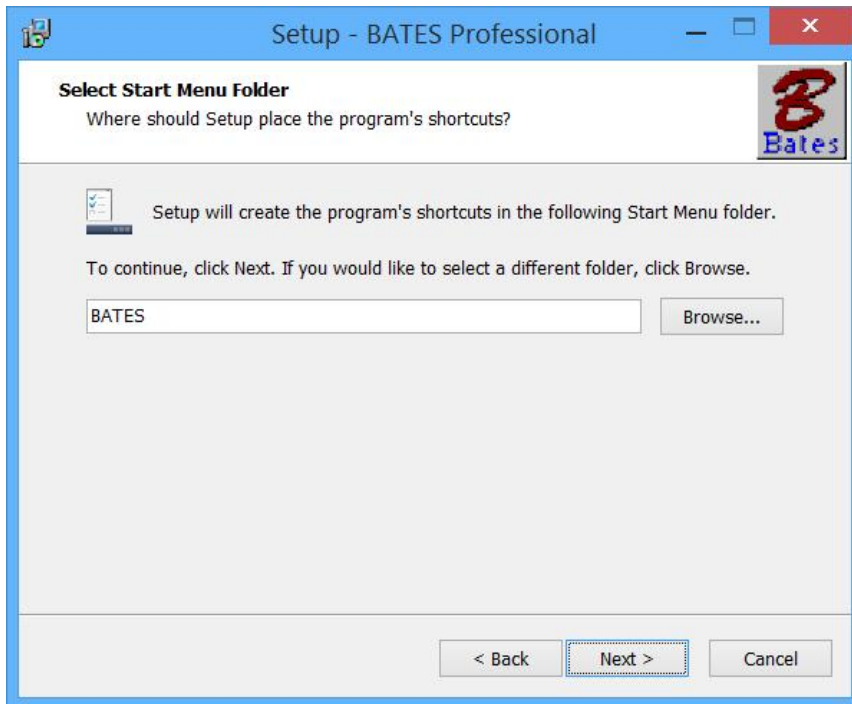 Setup - BATES Professional
Select Start Menu Folder
Where should Setup place the program's shortcuts?
Bates
Setup will create the program's shortcuts in the following Start Menu folder.
To continue, click Next. If you would like to select a different folder, click Browse.
BATES
Browse...
< Back
Next >
Cancel